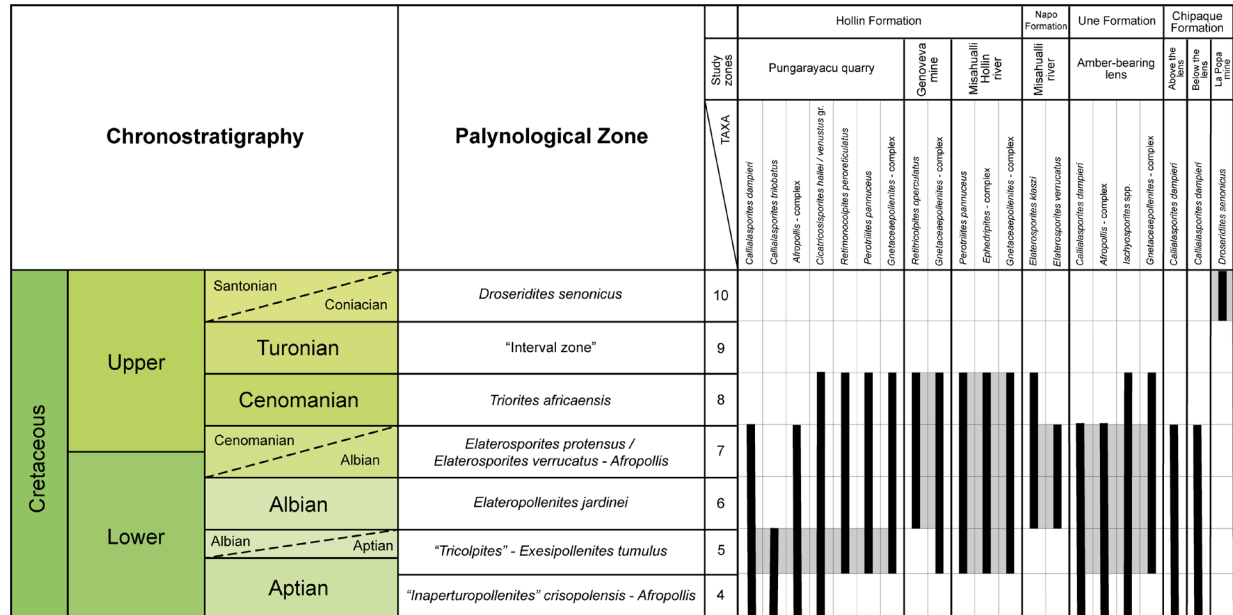 Hollin Formation
Napo
Formation
Une Formation
Chipaque
Formation
Study
zones
Pungarayacu quarry
Genoveva
mine
Misahualli
Hollin
river
Misahualli
river
Amber-bearing
lens
Above the
lens
Below the
lens
La Popa
mine
Chronostratigraphy
Palynological Zone
TAXA
Callialasporites dampieri
Callialasporites trilobatus
Afropollis - complex
Cicatricosisporites hallei / venustus gr.
Retimonocolpites peroreticulatus
Perotriilites pannuceus
Gnetaceaepollenites - complex
Retitricolpites operculatus
Gnetaceaepollenites - complex
Perotriilites pannuceus
Ephedripites - complex
Gnetaceaepollenites - complex
Elaterosporites klaszi
Elaterosporites verrucatus
Callialasporites dampieri
Afropollis - complex
Ischyosporites spp.
Gnetaceaepollenites - complex
Callialasporites dampieri
Callialasporites dampieri
Droseridites senonicus
Cretaceous
Upper
Santonian
Coniacian
Droseridites senonicus
10
Turonian
“Interval zone”
9
Cenomanian
Triorites africaensis
8
Cenomanian
Albian
Elaterosporites protensus /
Elaterosporites verrucatus - Afropollis
7
Lower
Albian
Elateropollenites jardinei
6
Albian
Aptian
“Tricolpites” - Exesipollenites tumulus
5
Aptian
“Inaperturopollenites” crisopolensis - Afropollis
4